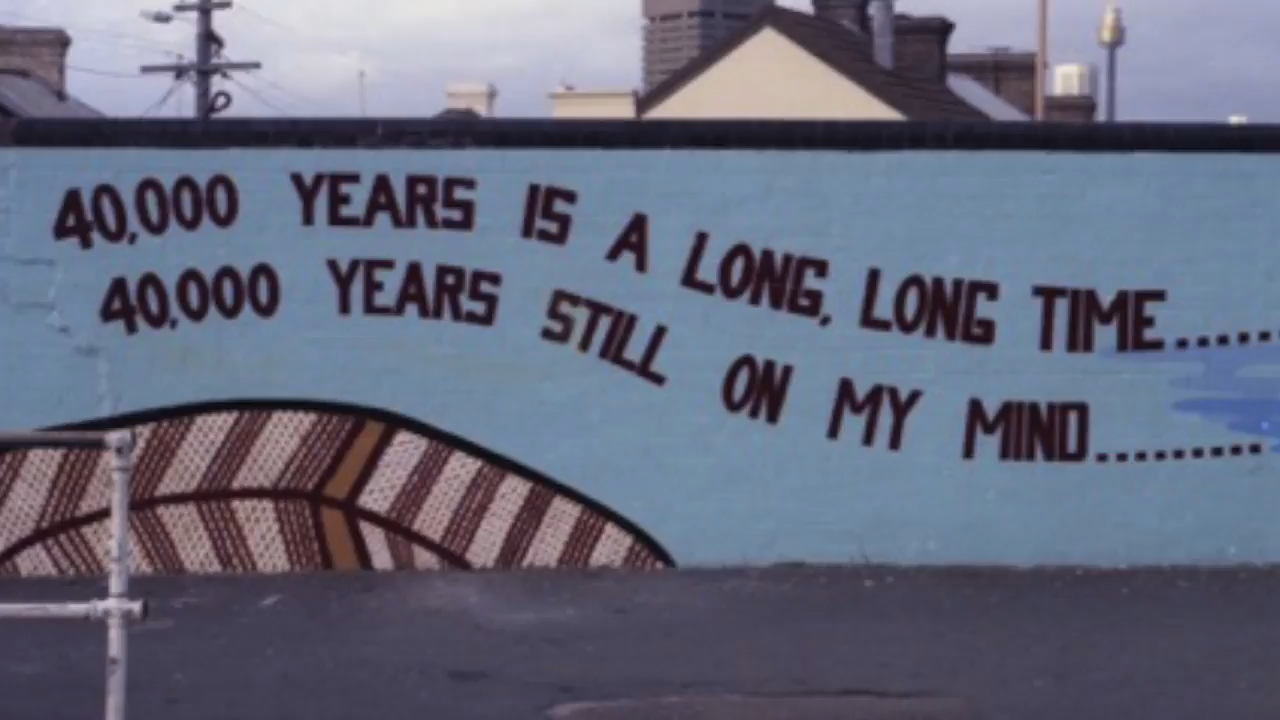 40,000 YEARS IS A LONG, LONG TIME........
40,000 YEARS STILL ON MY MIND..........